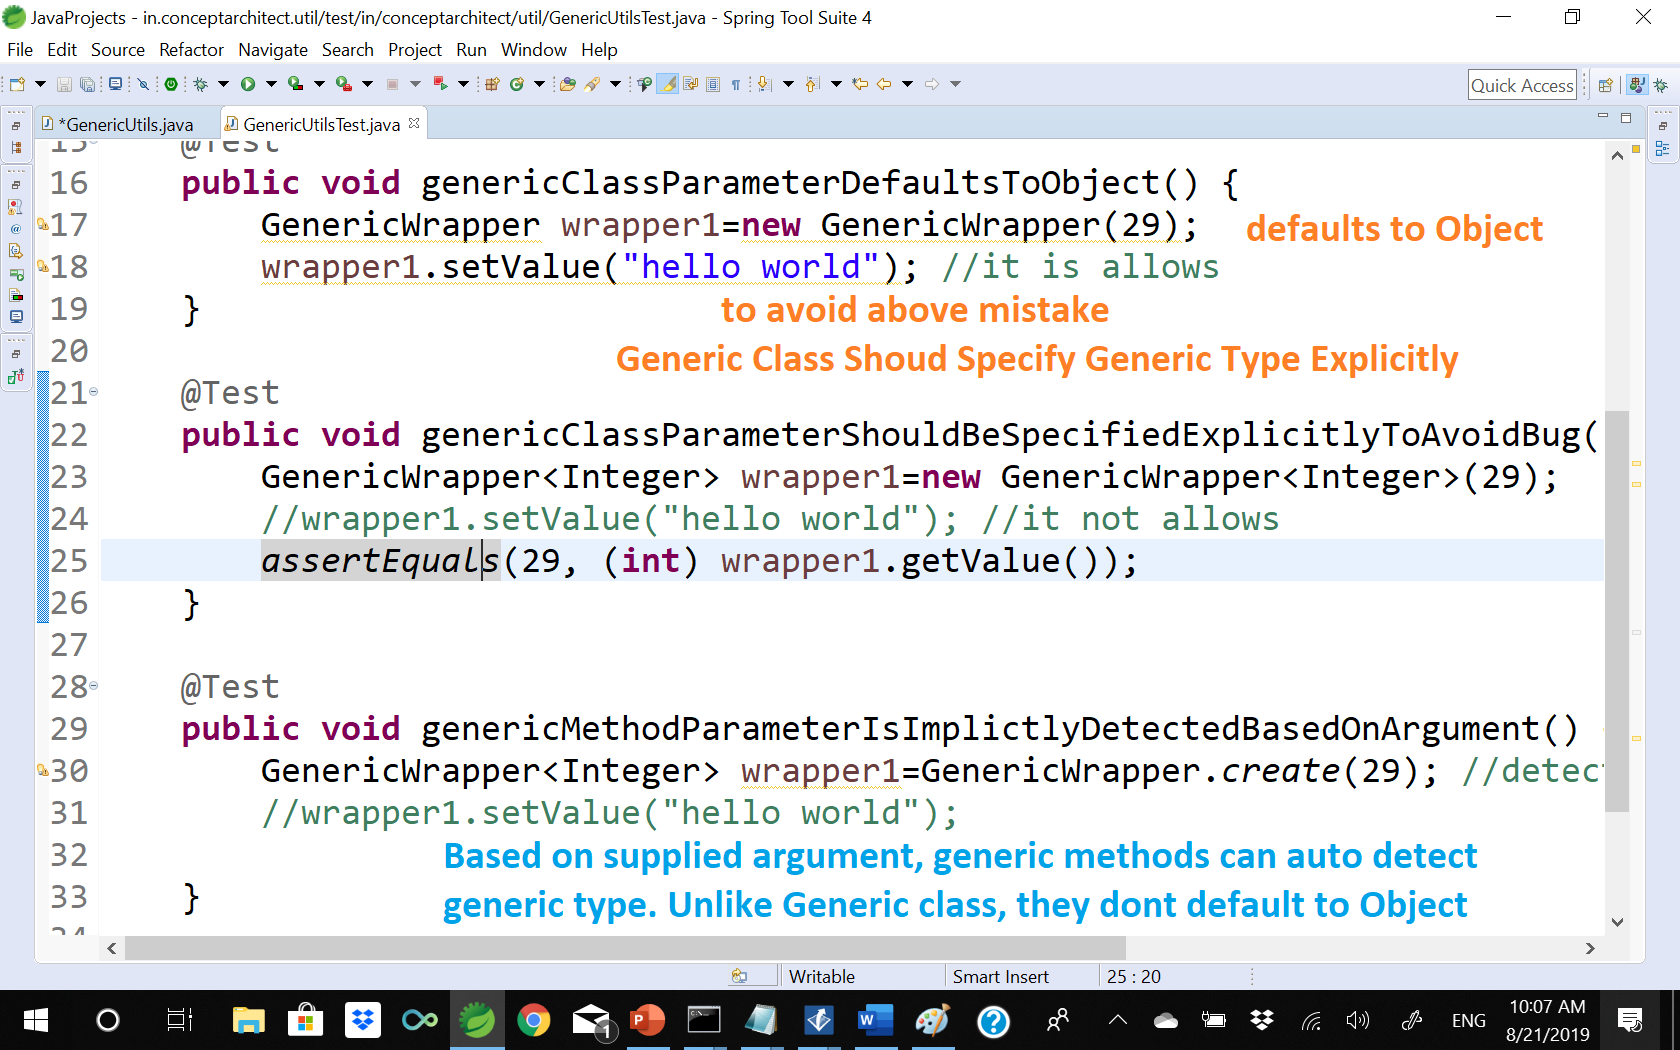 JavaProjects - in.conceptarchitect.util/test/in/conceptarchitect/util/GenericUtilsTest.java - Spring Tool Suite 4
File Edit Source Refactor Navigate Search Project Run Window Help
Quick Access
*GenericUtils.java GenericUtilsTest.java
15 @Test
16 public void genericClassParameterDefaultsToObject() {
17 GenericWrapper wrapper1=new GenericWrapper(29); defaults to Object
18 wrapper1.setValue("hello world"); //it is allows
19 } to avoid above mistake
20 Generic Class Shoud Specify Generic Type Explicitly
21 @Test
22 public void genericClassParameterShouldBeSpecifiedExplicitlyToAvoidBug(
23 GenericWrapper<Integer> wrapper1=new GenericWrapper<Integer>(29);
24 //wrapper1.setValue("hello world"); //it not allows
25 assertEquals(29, (int) wrapper1.getValue());
26 }
27
28 @Test
29 public void genericMethodParameterIsImplictlyDetectedBasedOnArgument()
30 GenericWrapper<Integer> wrapper1=GenericWrapper.create(29); //detec
31 //wrapper1.setValue("hello world");
32 Based on supplied argument, generic methods can auto detect
33 } generic type. Unlike Generic class, they dont default to Object
34
Writable Smart Insert 25 : 20
1 ENG 10:07 AM
8/21/2019